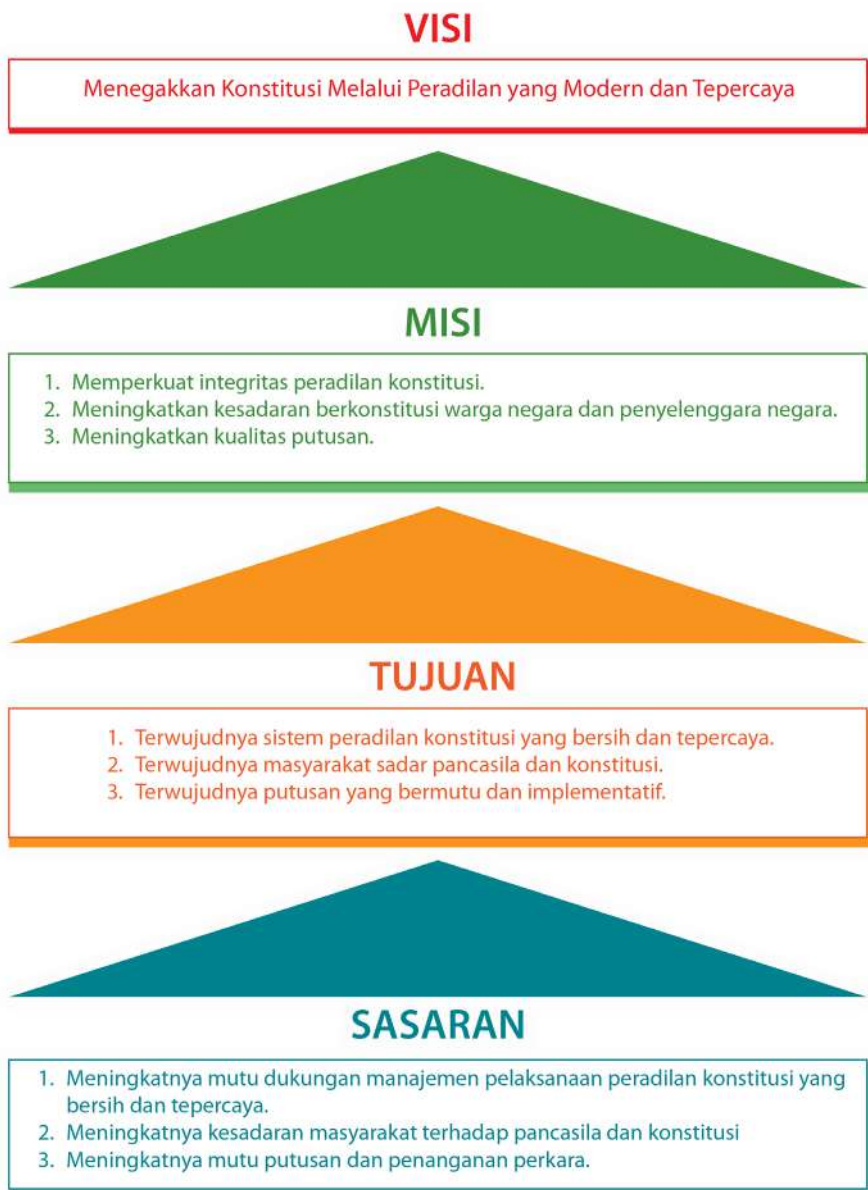 VISI
Menegakkan Konstitusi Melalui Peradilan yang Modern dan Tepercaya
MISI
1. Memperkuat integritas peradilan konstitusi.
2. Meningkatkan kesadaran berkonstitusi warga negara dan penyelenggara negara.
3. Meningkatkan kualitas putusan.
TUJUAN
1. Terwujudnya sistem peradilan konstitusi yang bersih dan tepercaya.
2. Terwujudnya masyarakat sadar pancasila dan konstitusi.
3. Terwujudnya putusan yang bermutu dan implementatif.
SASARAN
1. Meningkatnya mutu dukungan manajemen pelaksanaan peradilan konstitusi yang
bersih dan tepercaya.
2. Meningkatnya kesadaran masyarakat terhadap pancasila dan konstitusi
3. Meningkatnya mutu putusan dan penanganan perkara.